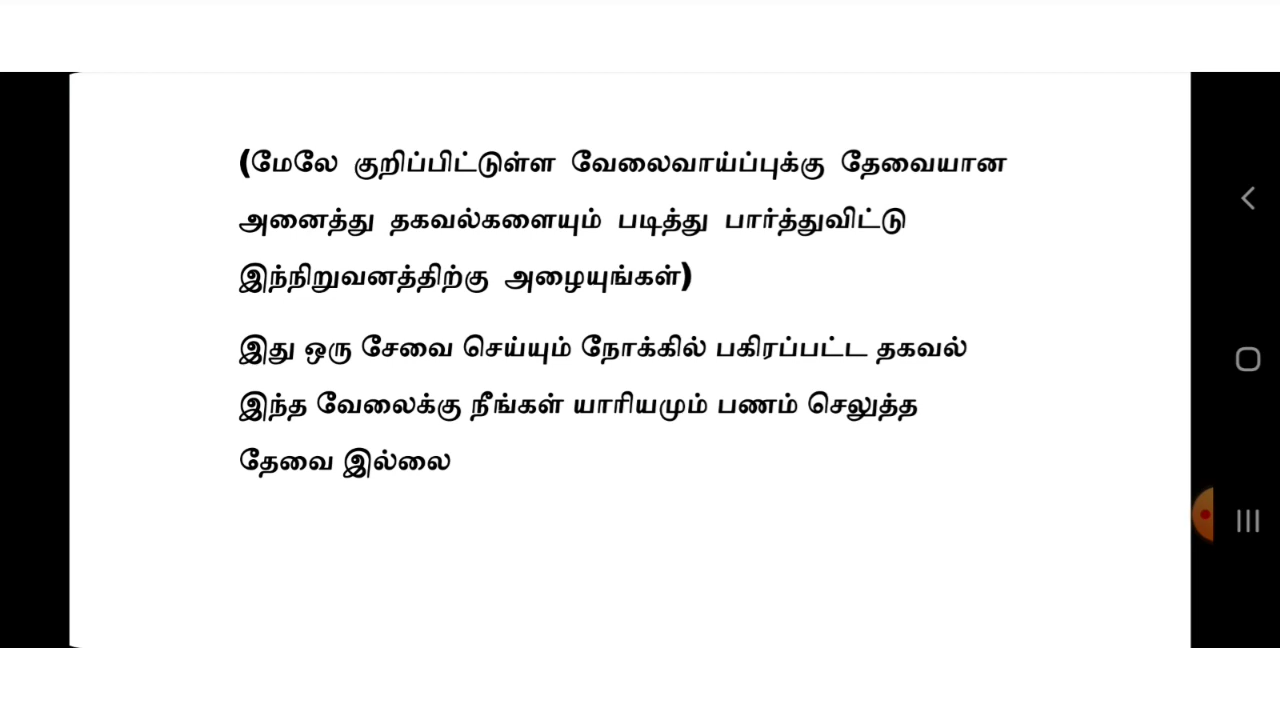 (மேலே குறிப்பிட்டுள்ள வேலைவாய்ப்புக்கு தேவையான
அனைத்து தகவல்களையும் படித்து பார்த்துவிட்டு
இந்நிறுவனத்திற்கு அழையுங்கள்)
இது ஒரு சேவை செய்யும் நோக்கில் பகிரப்பட்ட தகவல்
இந்த வேலைக்கு நீங்கள் யாரியமும் பணம் செலுத்த
தேவை இல்லை